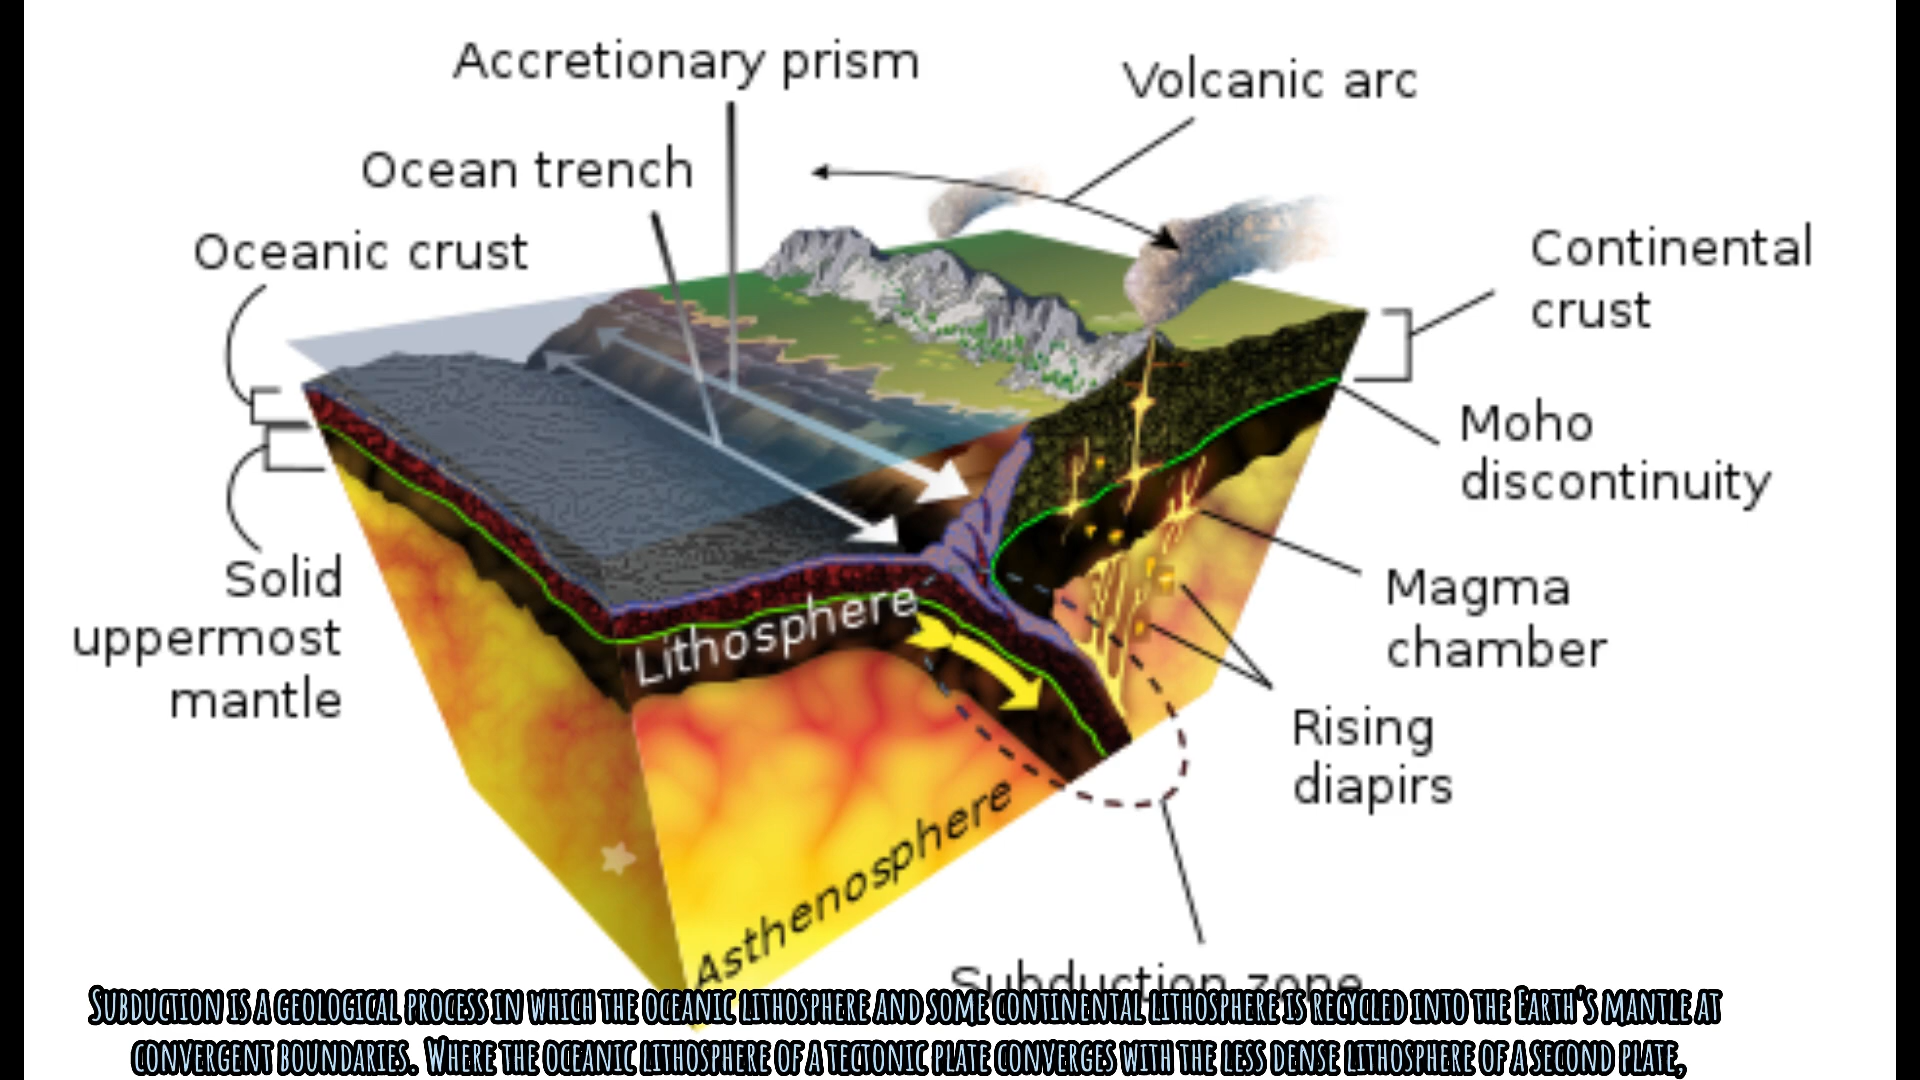 Accretionary prism
Volcanic arc
Ocean trench
Oceanic crust
Continental
crust
Moho
discontinuity
Solid
uppermost
mantle
Lithosphere
Magma
chamber
Rising
diapirs
Asthenosphere
Subduction zone
Subduction is a geological process in which the oceanic lithosphere and some continental lithosphere is recycled into the Earth's mantle at
convergent boundaries. Where the oceanic lithosphere of a tectonic plate converges with the less dense lithosphere of a second plate,